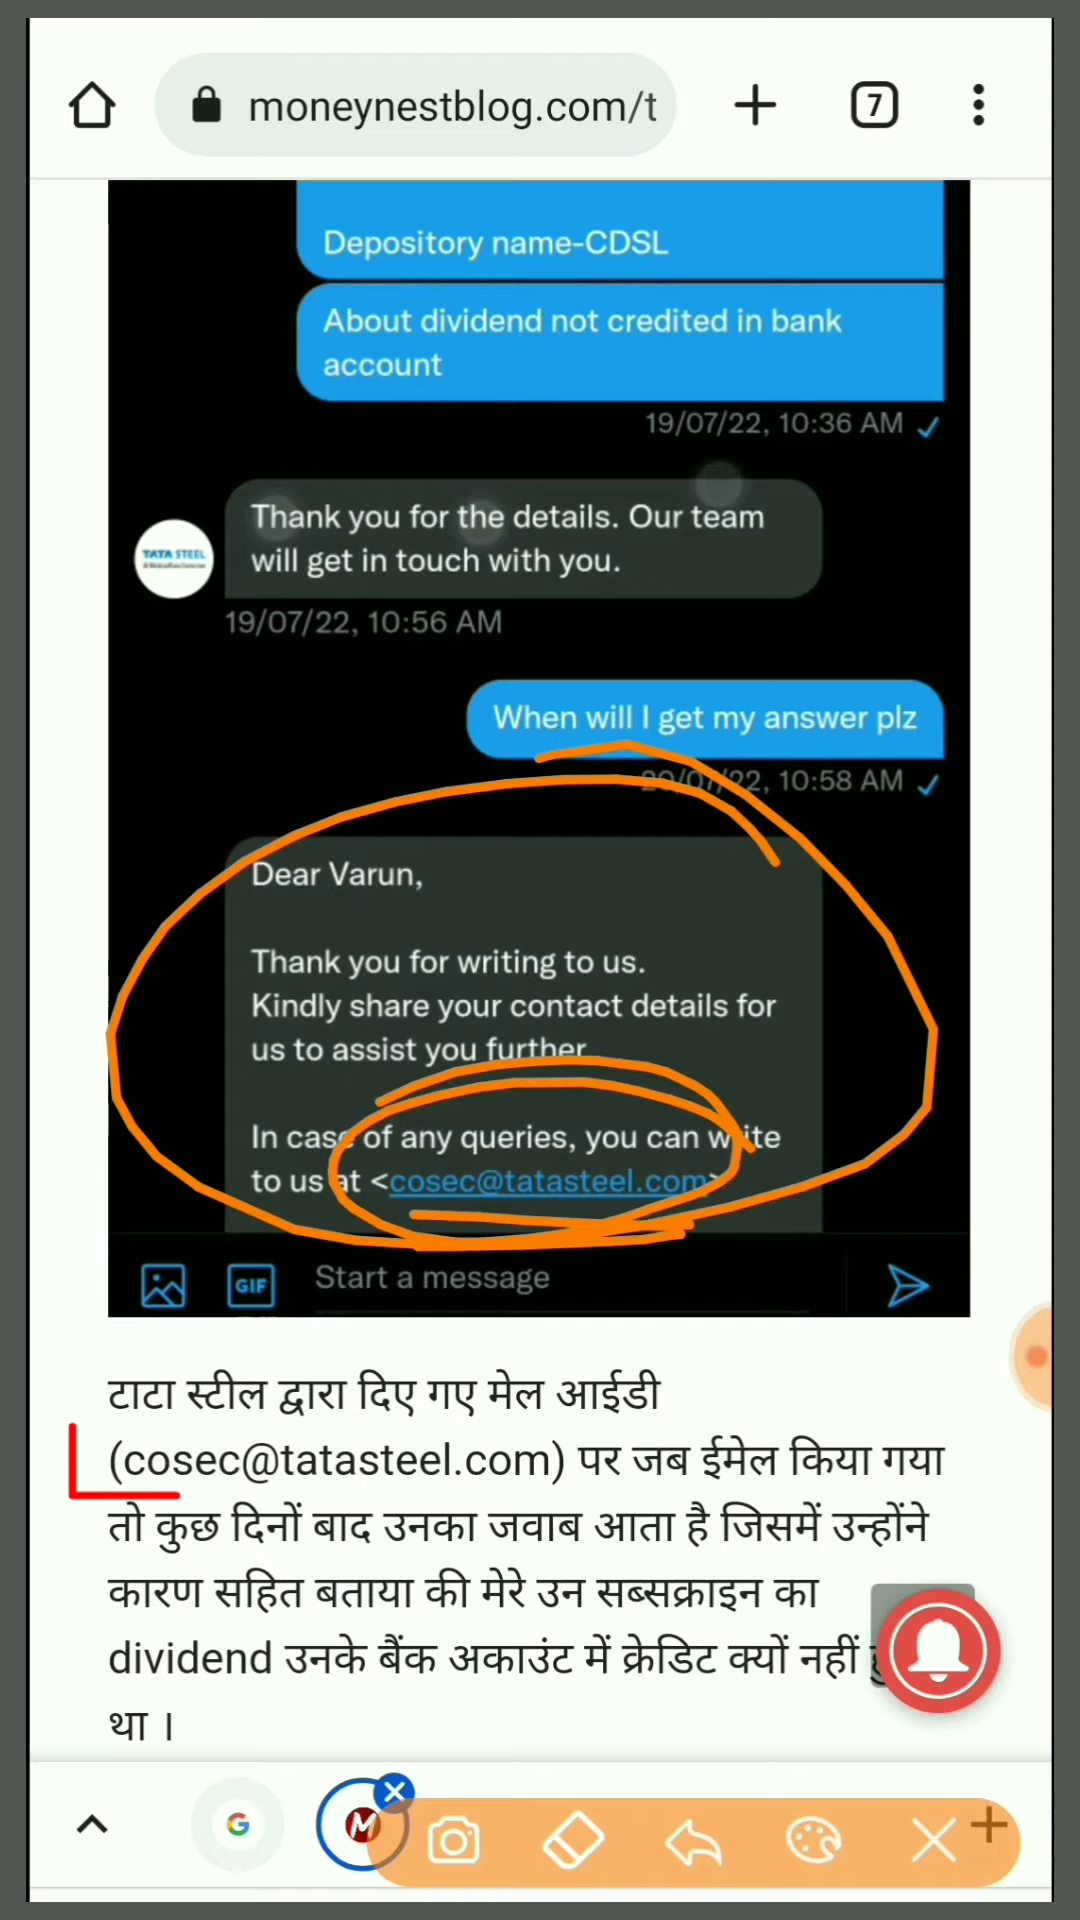 moneynestblog.com/t
7
Depository name-CDSL
About dividend not credited in bank
account
19/07/22, 10:36 AM
Thank you for the details. Our team
will get in touch with you.
TATA STEEL
19/07/22, 10:56 AM
When will I get my answer plz
20/07/22, 10:58 AM
Dear Varun,
Thank you for writing to us.
Kindly share your contact details for
us to assist you further
In case of any queries, you can write
to us at <cosec@tatasteel.com>
GIF
Start a message
टाटा स्टील द्वारा दिए गए मेल आईडी
(cosec@tatasteel.com) पर जब ईमेल किया गया
तो कुछ दिनों बाद उनका जवाब आता है जिसमें उन्होंने
कारण सहित बताया की मेरे उन सब्सक्राइन का
dividend उनके बैंक अकाउंट में क्रेडिट क्यों नहीं
था ।
G
M